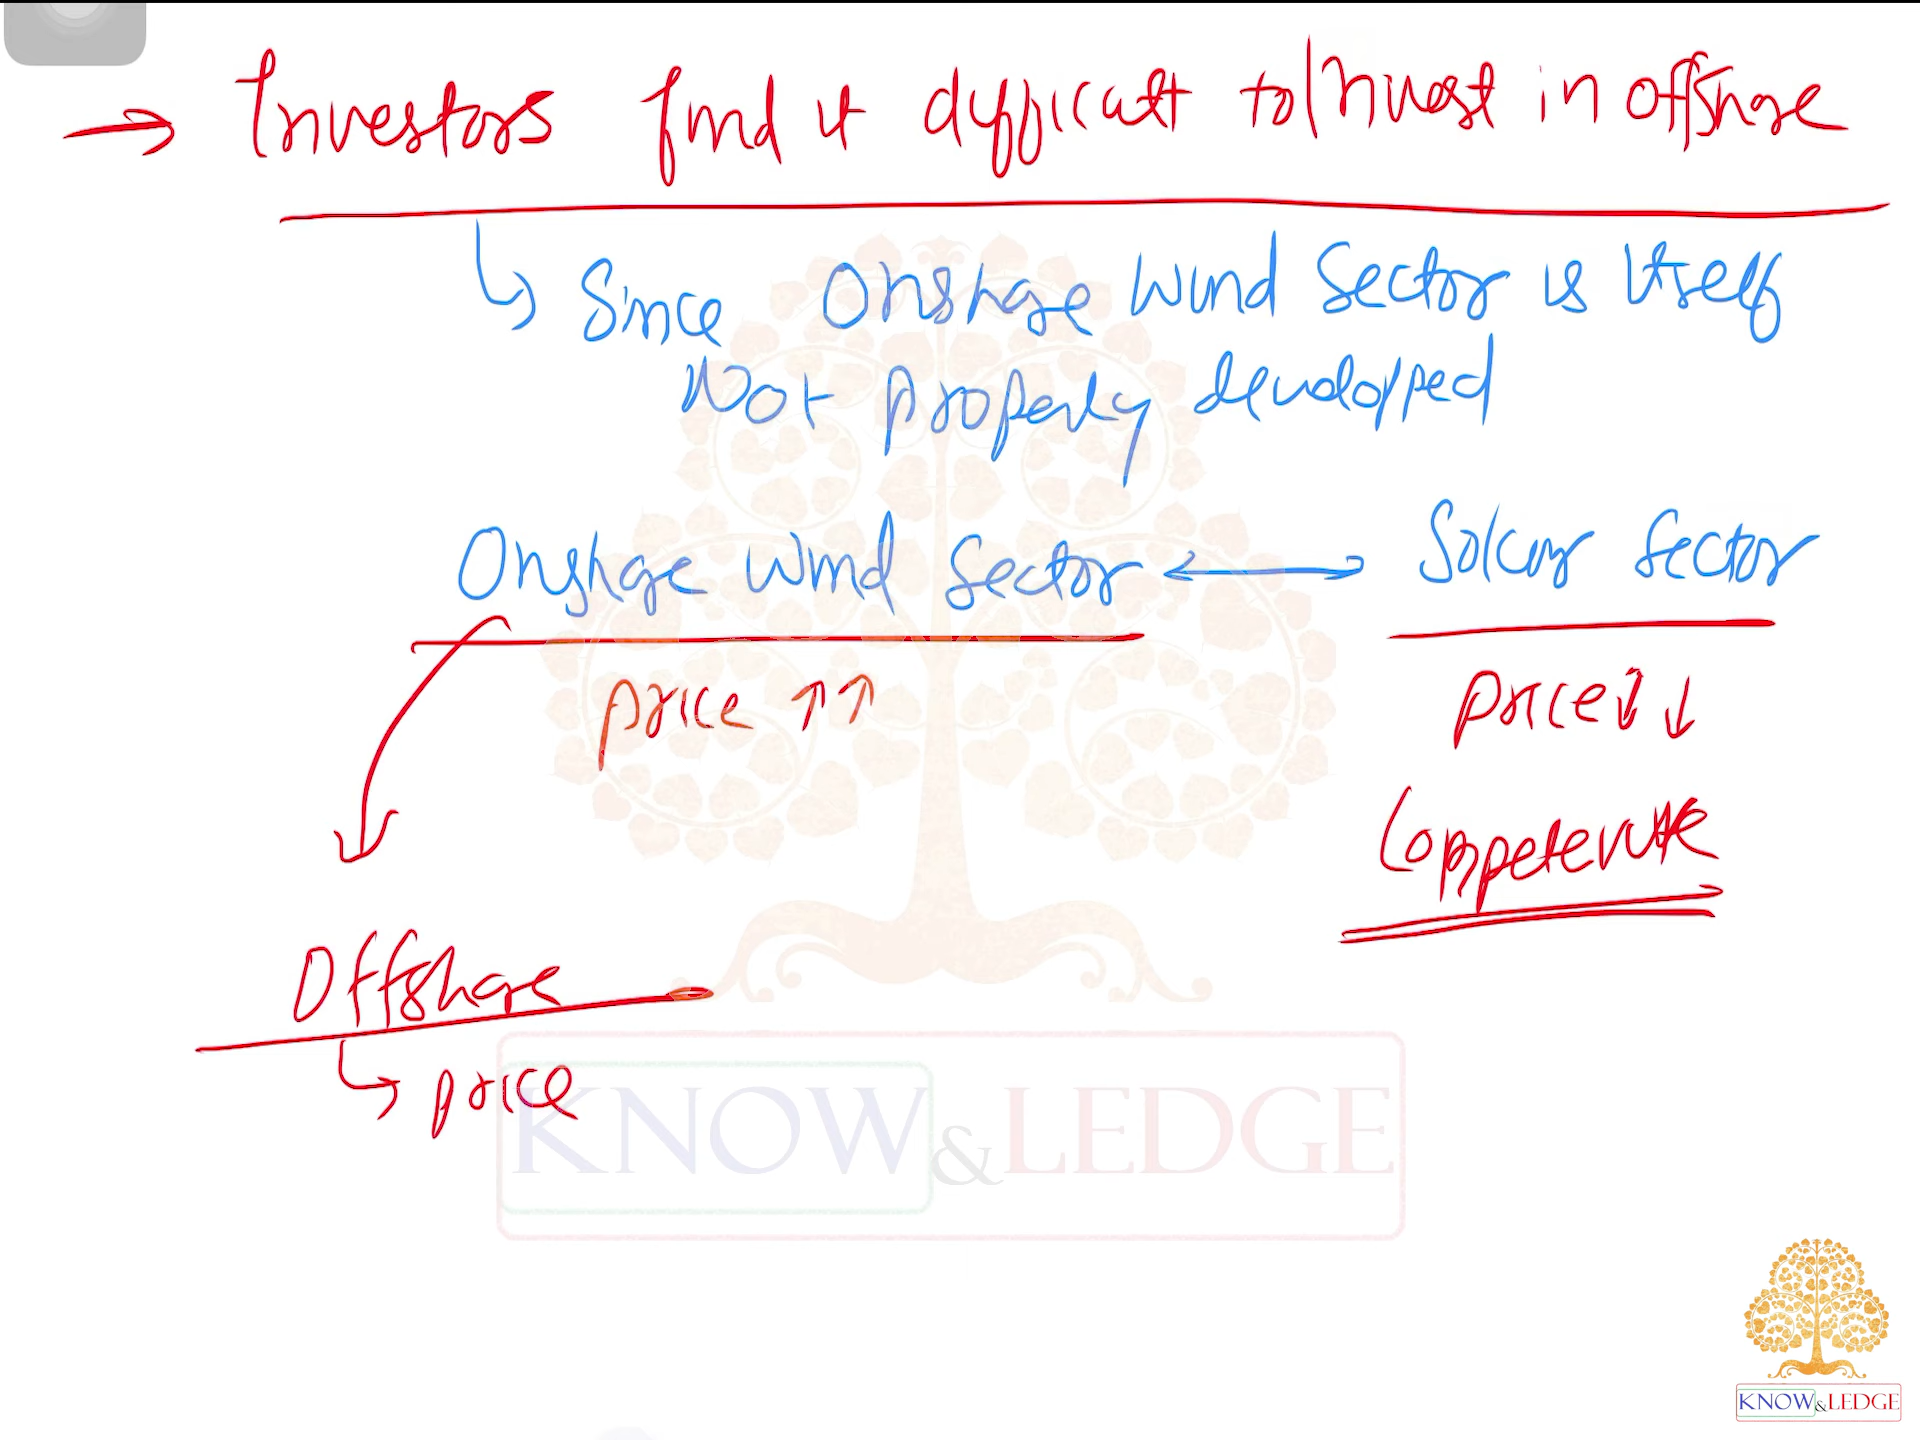 → Investors find it difficult to invest in offshore
↳ Since Onshore Wind Sector is itself
Not properly developed
Onshore Wind Sector ↔ Solar Sector
price ↑↑ price ↓↓
Competetive
Offshore
↳ price
KNOW&LEDGE
KNOW&LEDGE